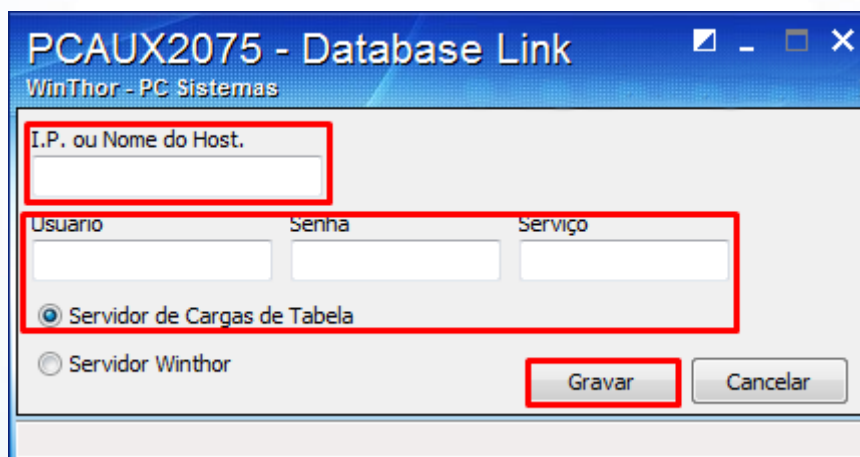 PCAUX2075 - Database Link
WinThor - PC Sistemas
I.P. ou Nome do Host.
Usuário Senha Serviço
Servidor de Cargas de Tabela
Servidor Winthor
Gravar Cancelar